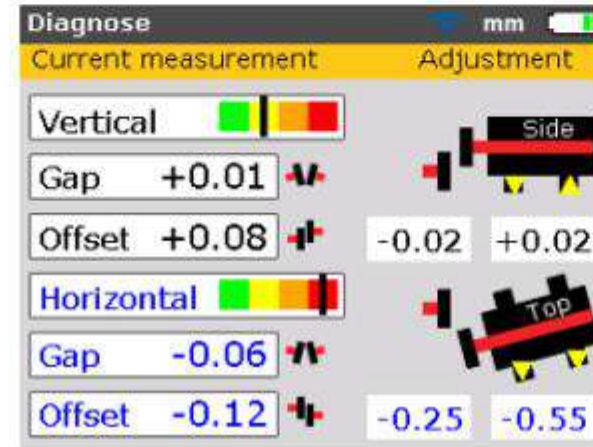 Diagnose mm
Current measurement Adjustment
Vertical
Side
Gap +0.01
Offset +0.08 -0.02 +0.02
Horizontal
Top
Gap -0.06
Offset -0.12 -0.25 -0.55